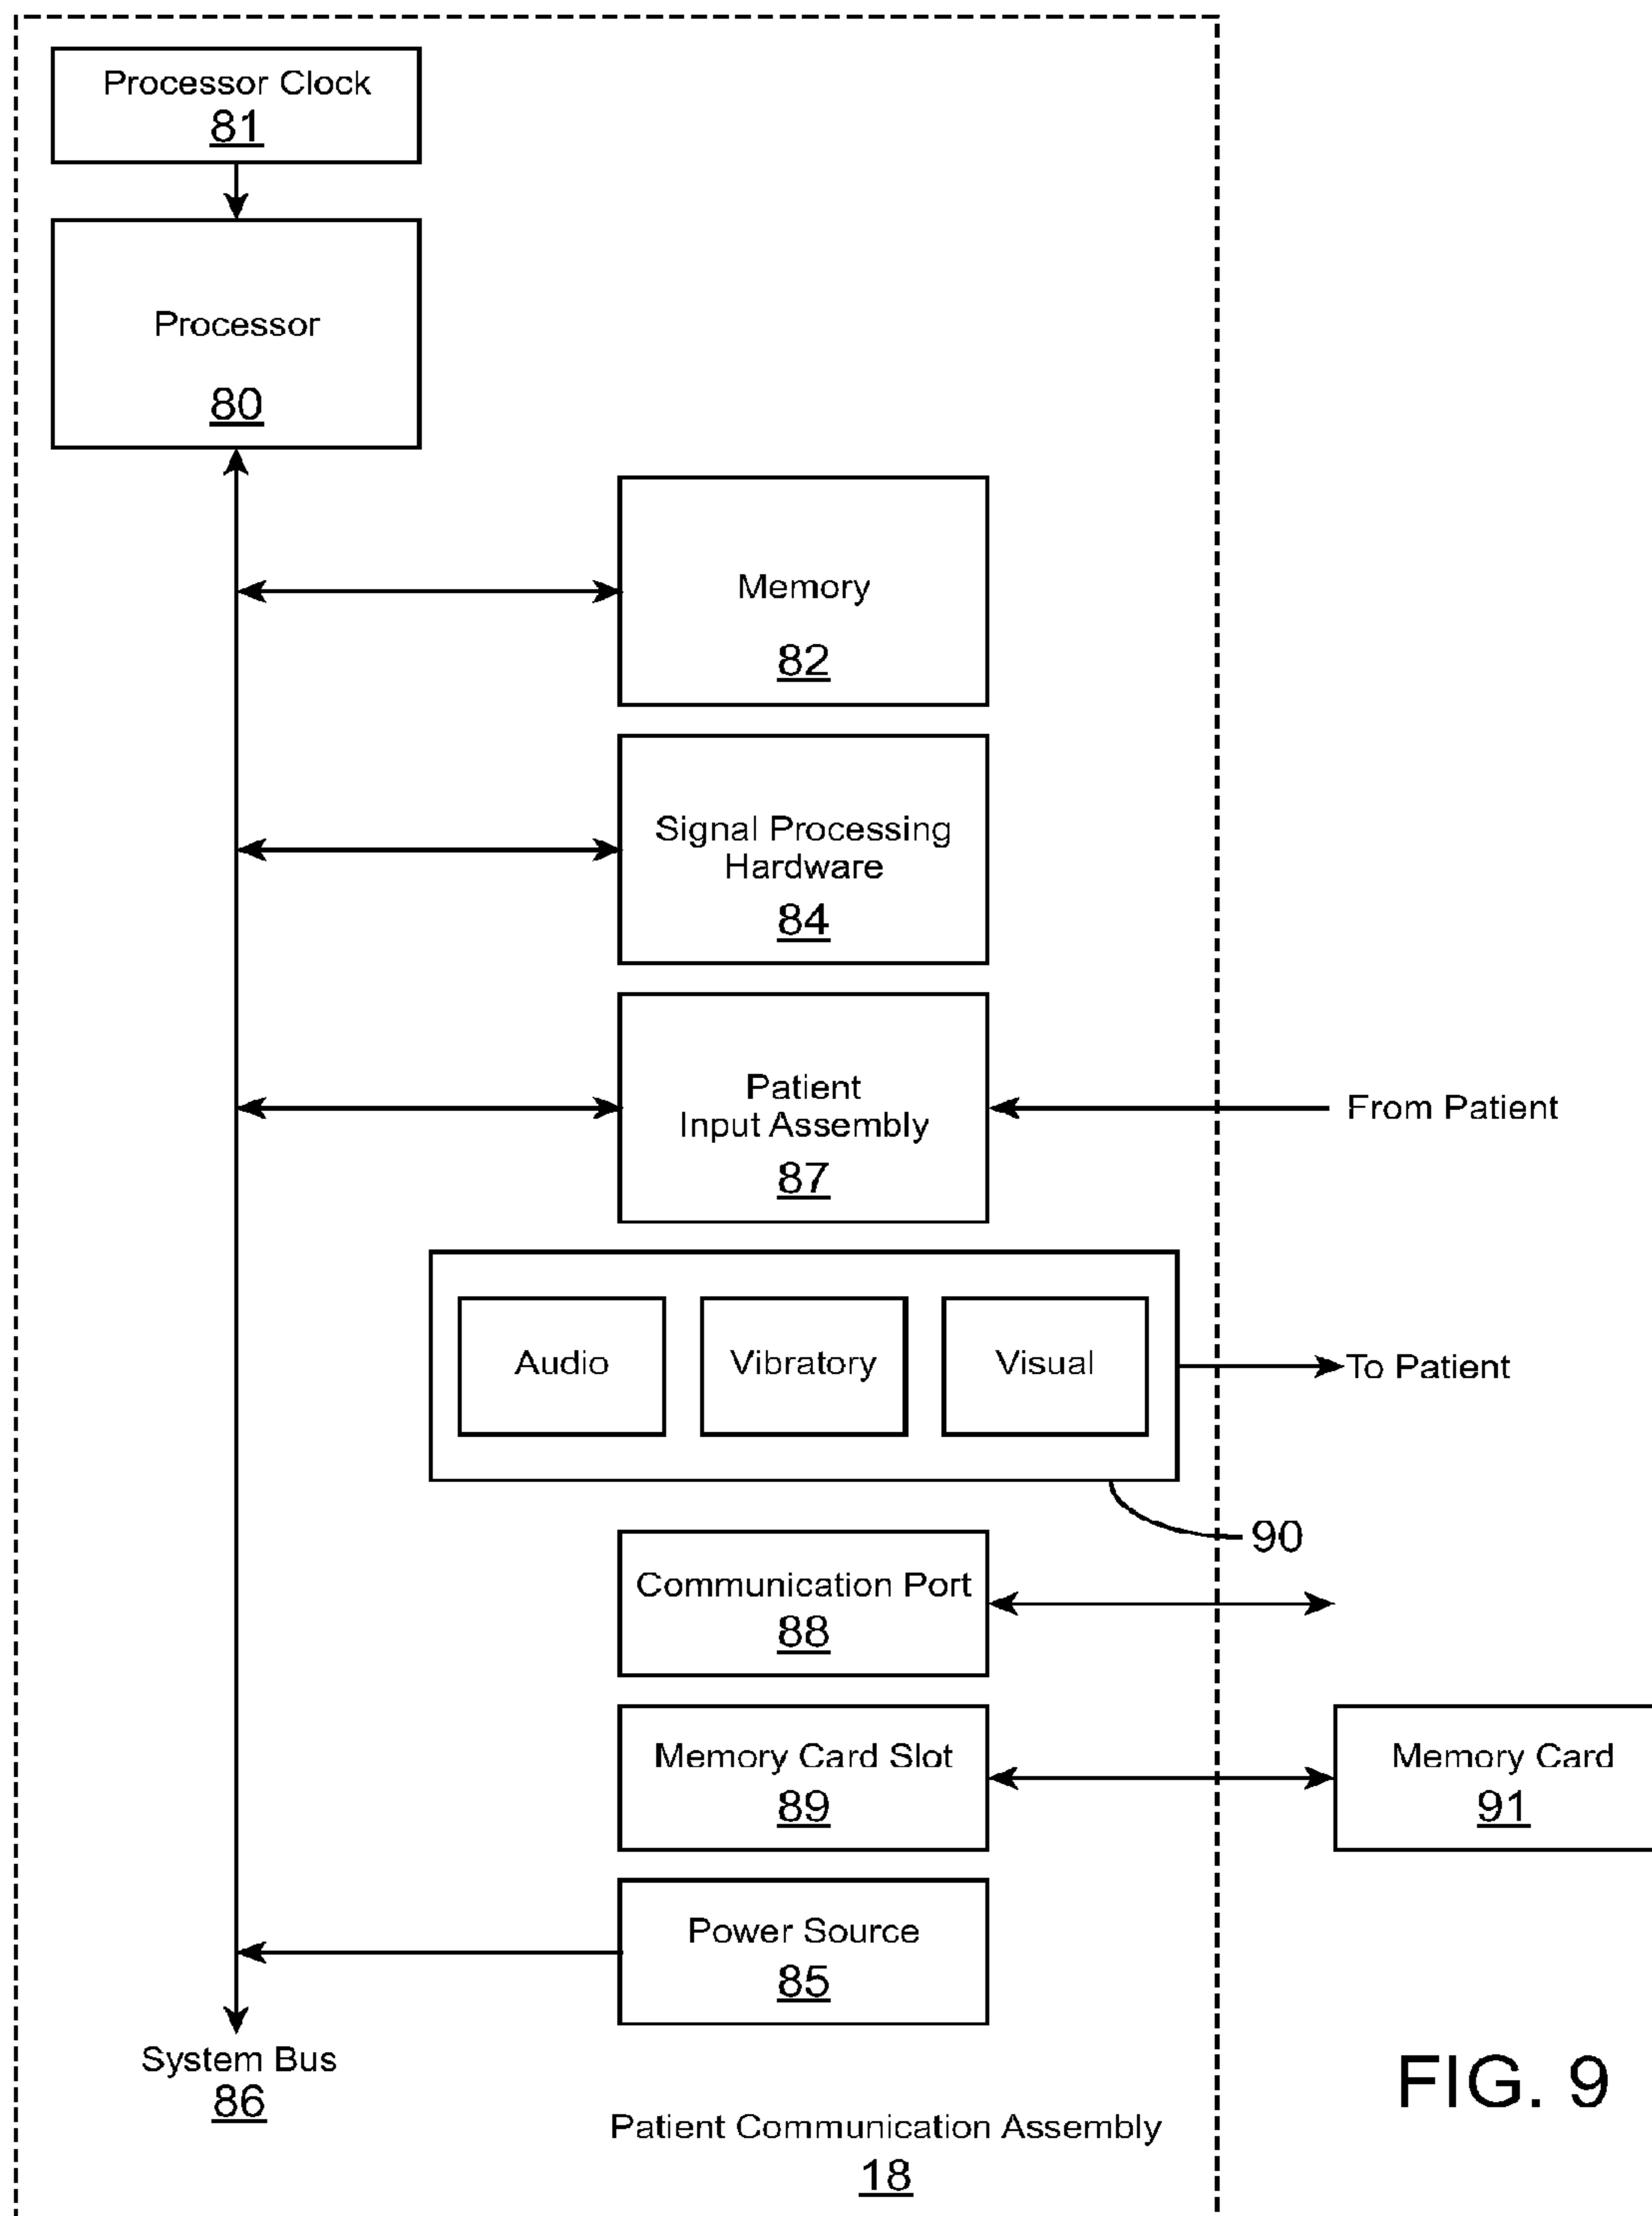 Processor Clock
81
Processor
80
Memory
82
Signal Processing
Hardware
84
Patient
Input Assembly
87
From Patient
Audio
Vibratory
Visual
To Patient
90
Communication Port
88
Memory Card Slot
89
Memory Card
91
Power Source
85
System Bus
86
FIG. 9
Patient Communication Assembly
18